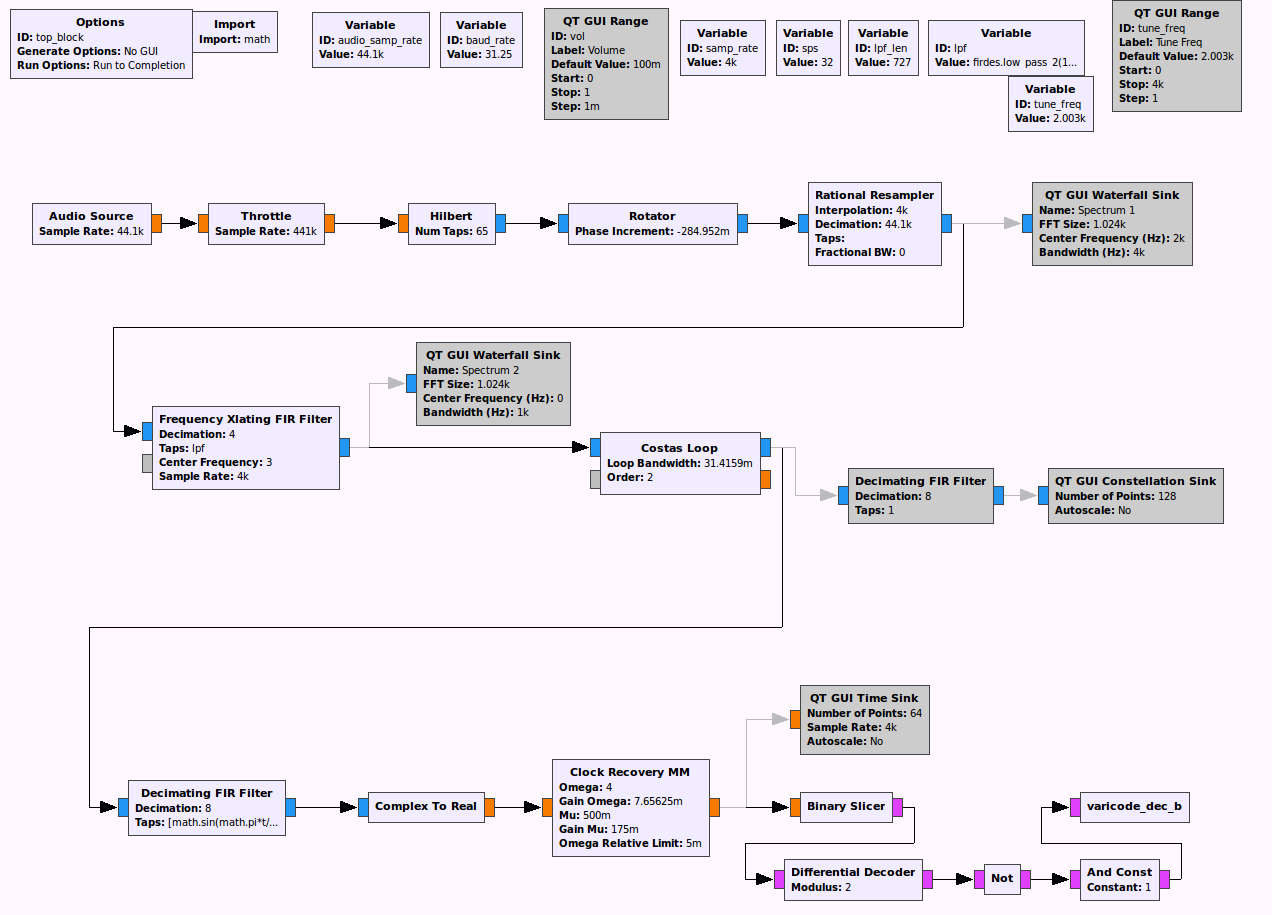 Options
ID: top_block
Generate Options: No GUI
Run Options: Run to Completion
Import
Import: math
Variable
ID: audio_samp_rate
Value: 44.1k
Variable
ID: baud_rate
Value: 31.25
QT GUI Range
ID: vol
Label: Volume
Default Value: 100m
Start: 0
Stop: 1
Step: 1m
Variable
ID: samp_rate
Value: 4k
Variable
ID: sps
Value: 32
Variable
ID: lpf_len
Value: 727
Variable
ID: lpf
Value: firdes.low_pass_2(1...
Variable
ID: tune_freq
Value: 2.003k
QT GUI Range
ID: tune_freq
Label: Tune Freq
Default Value: 2.003k
Start: 0
Stop: 4k
Step: 1
Audio Source
Sample Rate: 44.1k
Throttle
Sample Rate: 441k
Hilbert
Num Taps: 65
Rotator
Phase Increment: -284.952m
Rational Resampler
Interpolation: 4k
Decimation: 44.1k
Taps:
Fractional BW: 0
QT GUI Waterfall Sink
Name: Spectrum 1
FFT Size: 1.024k
Center Frequency (Hz): 2k
Bandwidth (Hz): 4k
QT GUI Waterfall Sink
Name: Spectrum 2
FFT Size: 1.024k
Center Frequency (Hz): 0
Bandwidth (Hz): 1k
Frequency Xlating FIR Filter
Decimation: 4
Taps: lpf
Center Frequency: 3
Sample Rate: 4k
Costas Loop
Loop Bandwidth: 31.4159m
Order: 2
Decimating FIR Filter
Decimation: 8
Taps: 1
QT GUI Constellation Sink
Number of Points: 128
Autoscale: No
QT GUI Time Sink
Number of Points: 64
Sample Rate: 4k
Autoscale: No
Decimating FIR Filter
Decimation: 8
Taps: [math.sin(math.pi*t/...
Complex To Real
Clock Recovery MM
Omega: 4
Gain Omega: 7.65625m
Mu: 500m
Gain Mu: 175m
Omega Relative Limit: 5m
Binary Slicer
varicode_dec_b
Differential Decoder
Modulus: 2
Not
And Const
Constant: 1